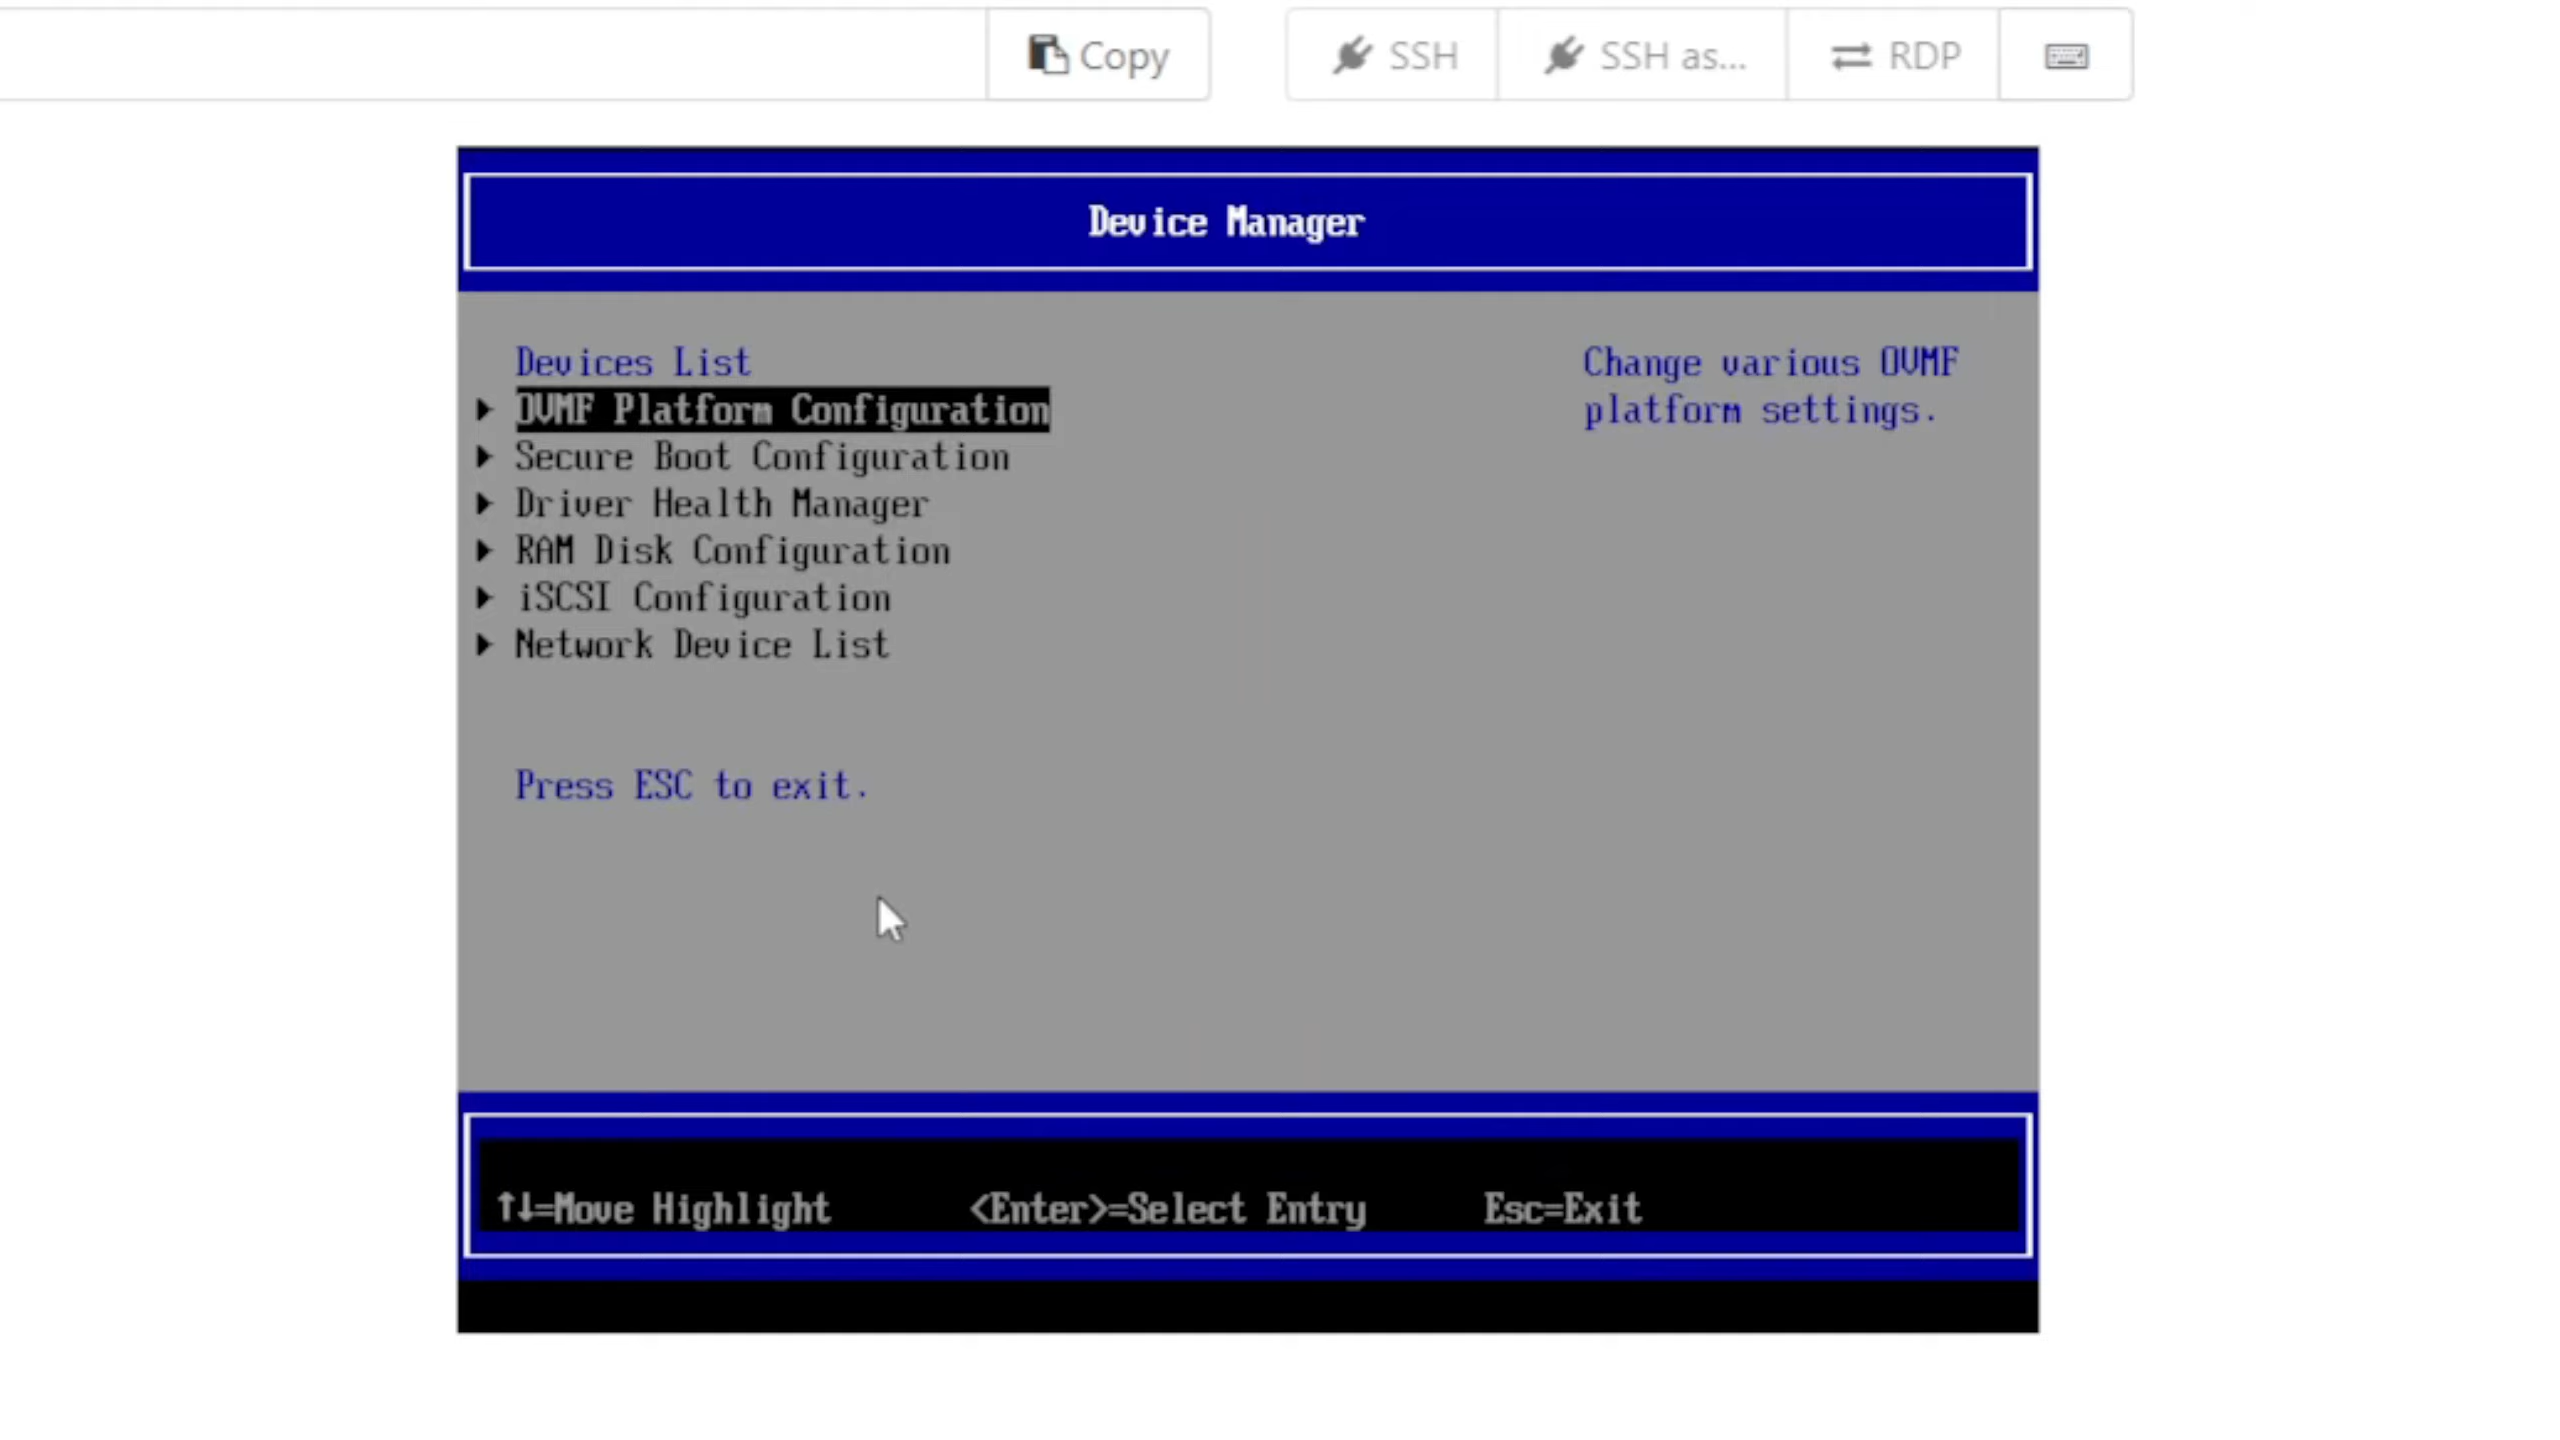 Copy SSH SSH as... RDP
Device Manager
Devices List
OVMF Platform Configuration
Secure Boot Configuration
Driver Health Manager
RAM Disk Configuration
iSCSI Configuration
Network Device List
Press ESC to exit.
Change various OVMF
platform settings.
↑↓=Move Highlight <Enter>=Select Entry Esc=Exit